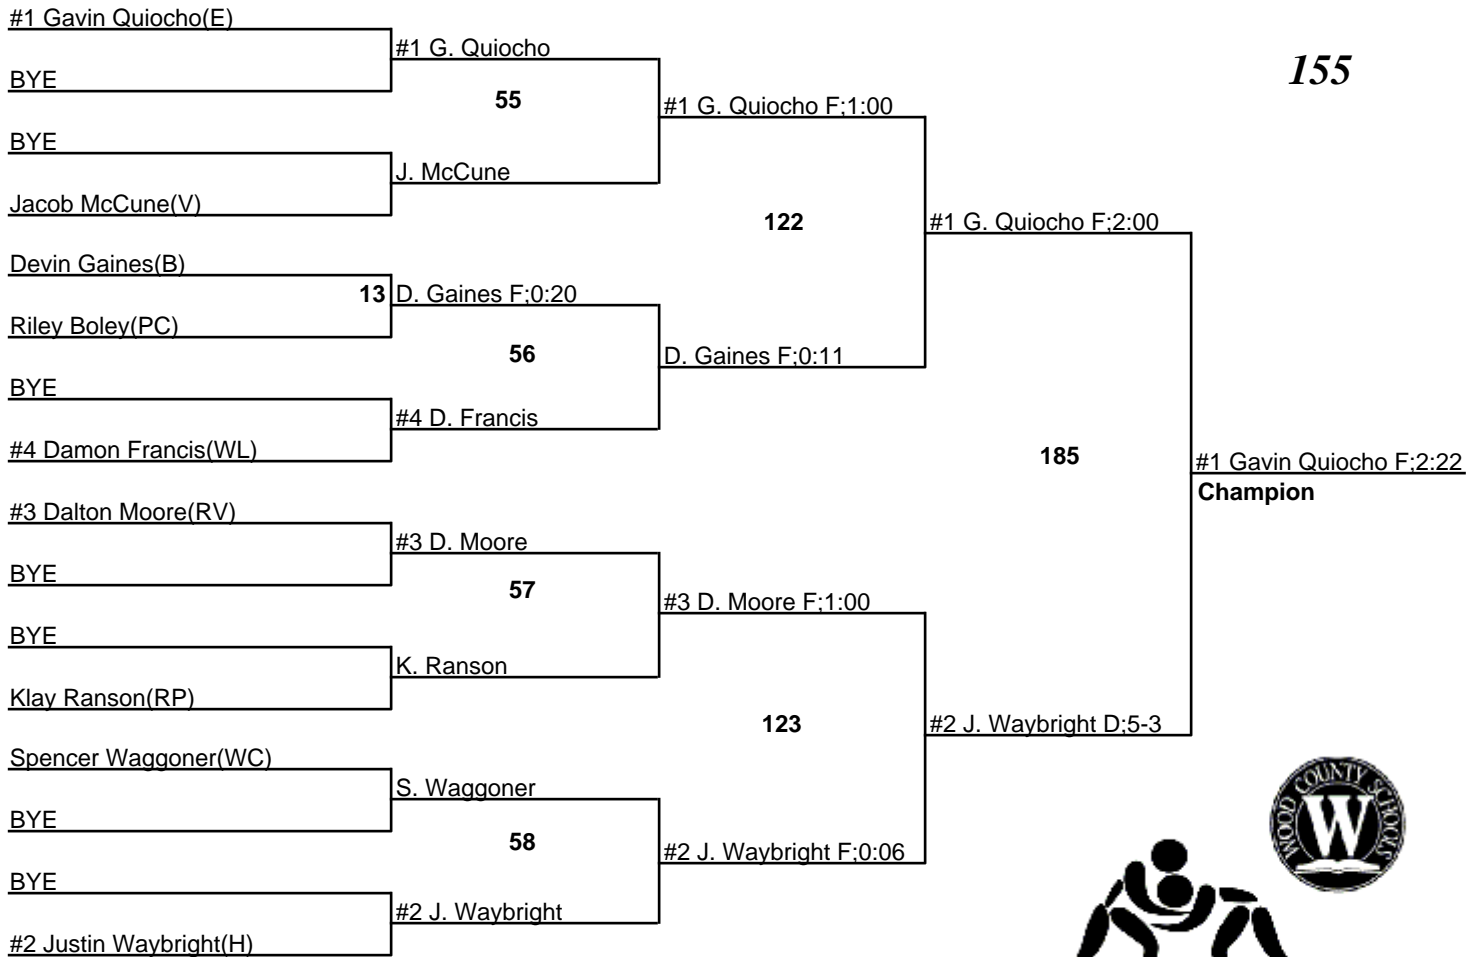 #1 Gavin Quiocho(E)
BYE
BYE
Jacob McCune(V)
Devin Gaines(B)
Riley Boley(PC)
BYE
#4 Damon Francis(WL)
#3 Dalton Moore(RV)
BYE
BYE
Klay Ranson(RP)
Spencer Waggoner(WC)
BYE
BYE
#2 Justin Waybright(H)
13
#1 G. Quiocho
55
J. McCune
D. Gaines F;0:20
56
#4 D. Francis
#3 D. Moore
57
K. Ranson
S. Waggoner
58
#2 J. Waybright
#1 G. Quiocho F;1:00
122
D. Gaines F;0:11
#3 D. Moore F;1:00
123
#2 J. Waybright F;0:06
#1 G. Quiocho F;2:00
185
#2 J. Waybright D;5-3
#1 Gavin Quiocho F;2:22
Champion
155
WOOD COUNTY SCHOOLS
W